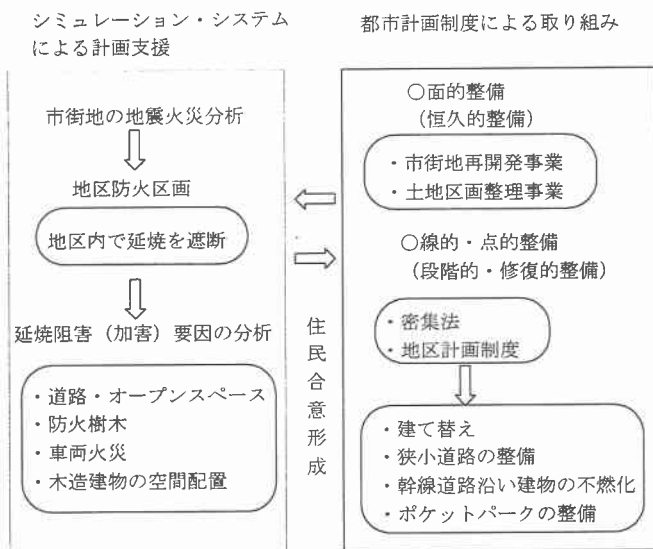 シミュレーション・システム
による計画支援
市街地の地震火災分析
地区防火区画
地区内で延焼を遮断
延焼阻害（加害）要因の分析
・道路・オープンスペース
・防火樹木
・車両火災
・木造建物の空間配置
住民合意形成
都市計画制度による取り組み
○面的整備
（恒久的整備）
・市街地再開発事業
・土地区画整理事業
○線的・点的整備
（段階的・修復的整備）
・密集法
・地区計画制度
・建て替え
・狭小道路の整備
・幹線道路沿い建物の不燃化
・ポケットパークの整備